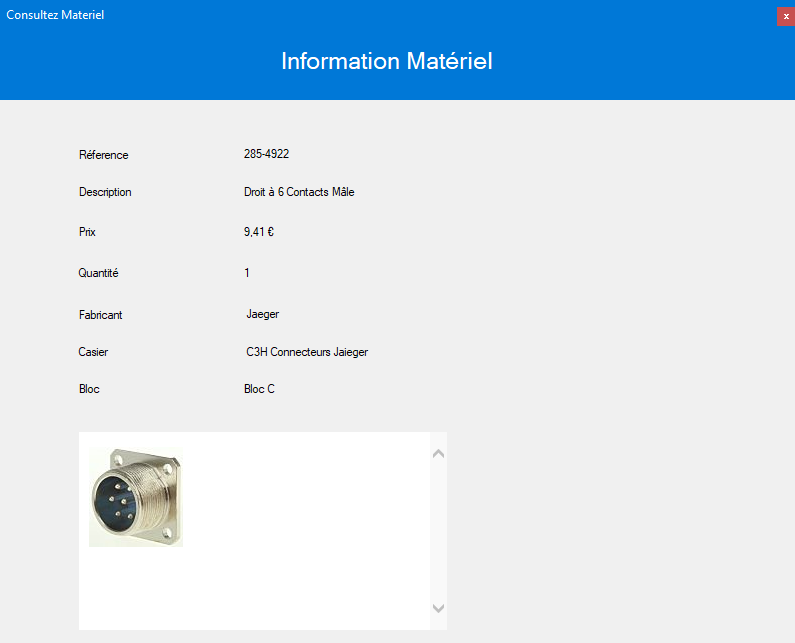 Consultez Materiel
x
Information Matériel
Réference 285-4922
Description Droit à 6 Contacts Mâle
Prix 9,41 €
Quantité 1
Fabricant Jaeger
Casier C3H Connecteurs Jaieger
Bloc Bloc C